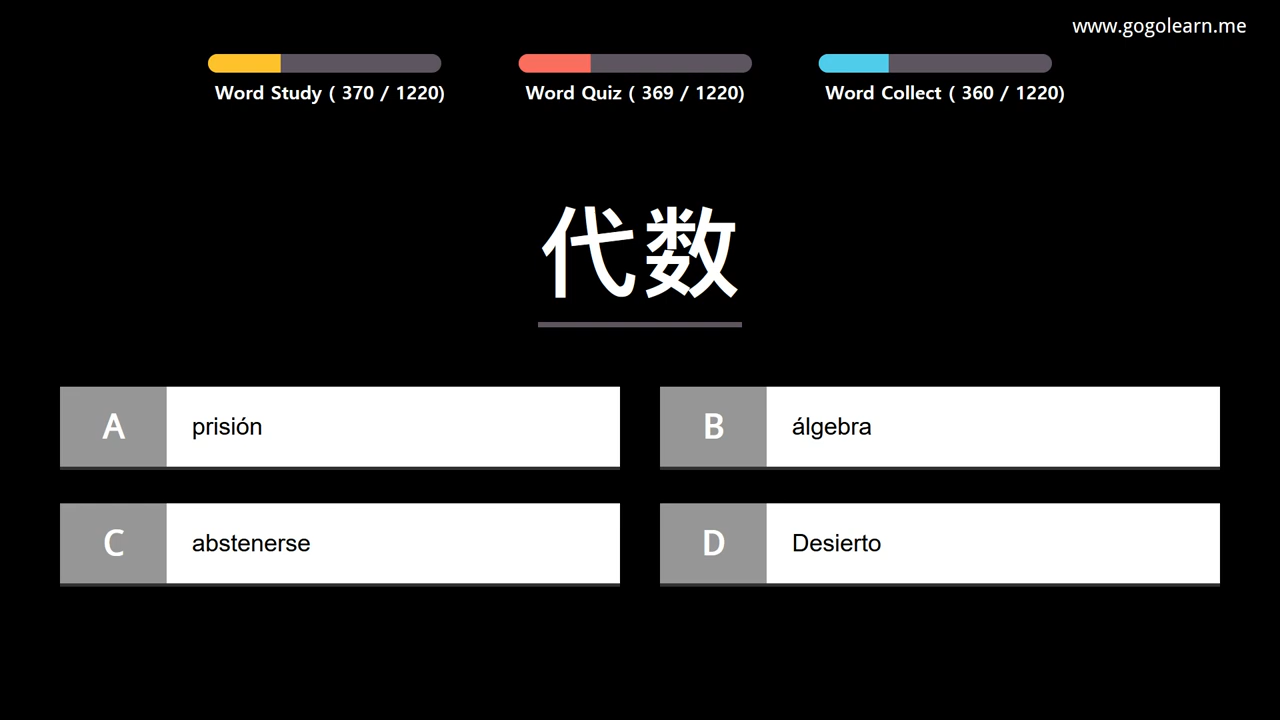 www.gogolearn.me
Word Study ( 370 / 1220)
Word Quiz ( 369 / 1220)
Word Collect ( 360 / 1220)
代数
A prisión
B álgebra
C abstenerse
D Desierto